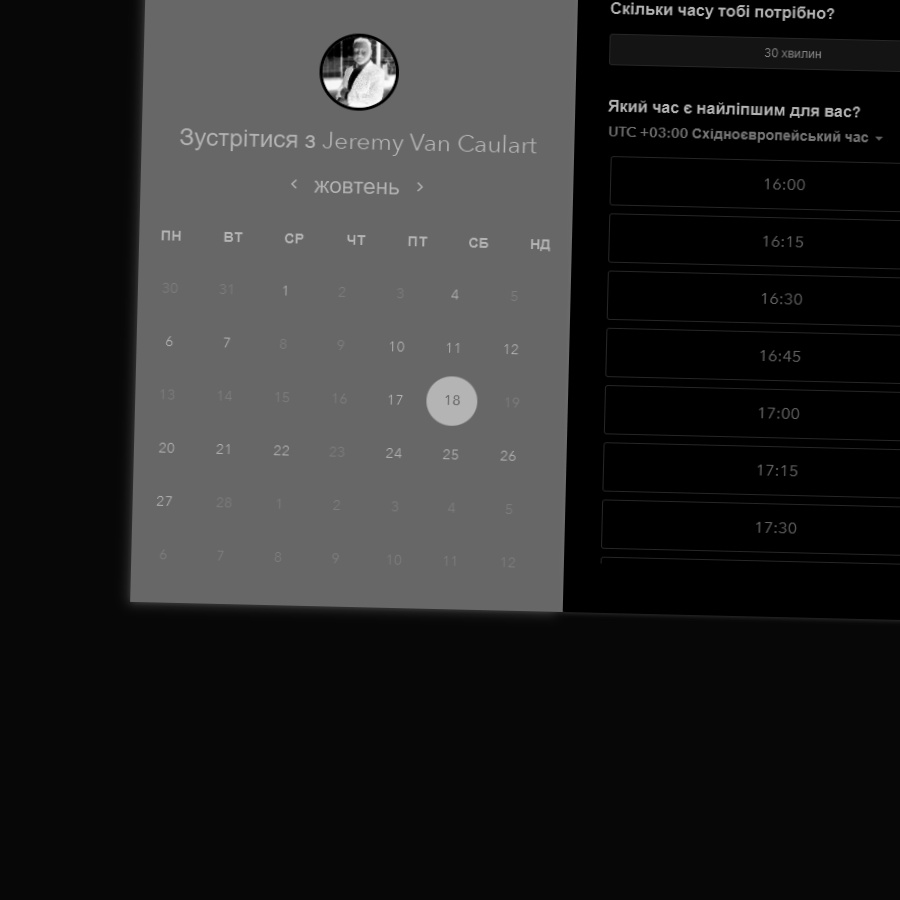 Зустрітися з Jeremy Van Caulart
жовтень
ПН ВТ СР ЧТ ПТ СБ НД
30 31 1 2 3 4 5
6 7 8 9 10 11 12
13 14 15 16 17 18 19
20 21 22 23 24 25 26
27 28 1 2 3 4 5
6 7 8 9 10 11 12
Скільки часу тобі потрібно?
30 хвилин
Який час є найліпшим для вас?
UTC +03:00 Східноєвропейський час
16:00
16:15
16:30
16:45
17:00
17:15
17:30